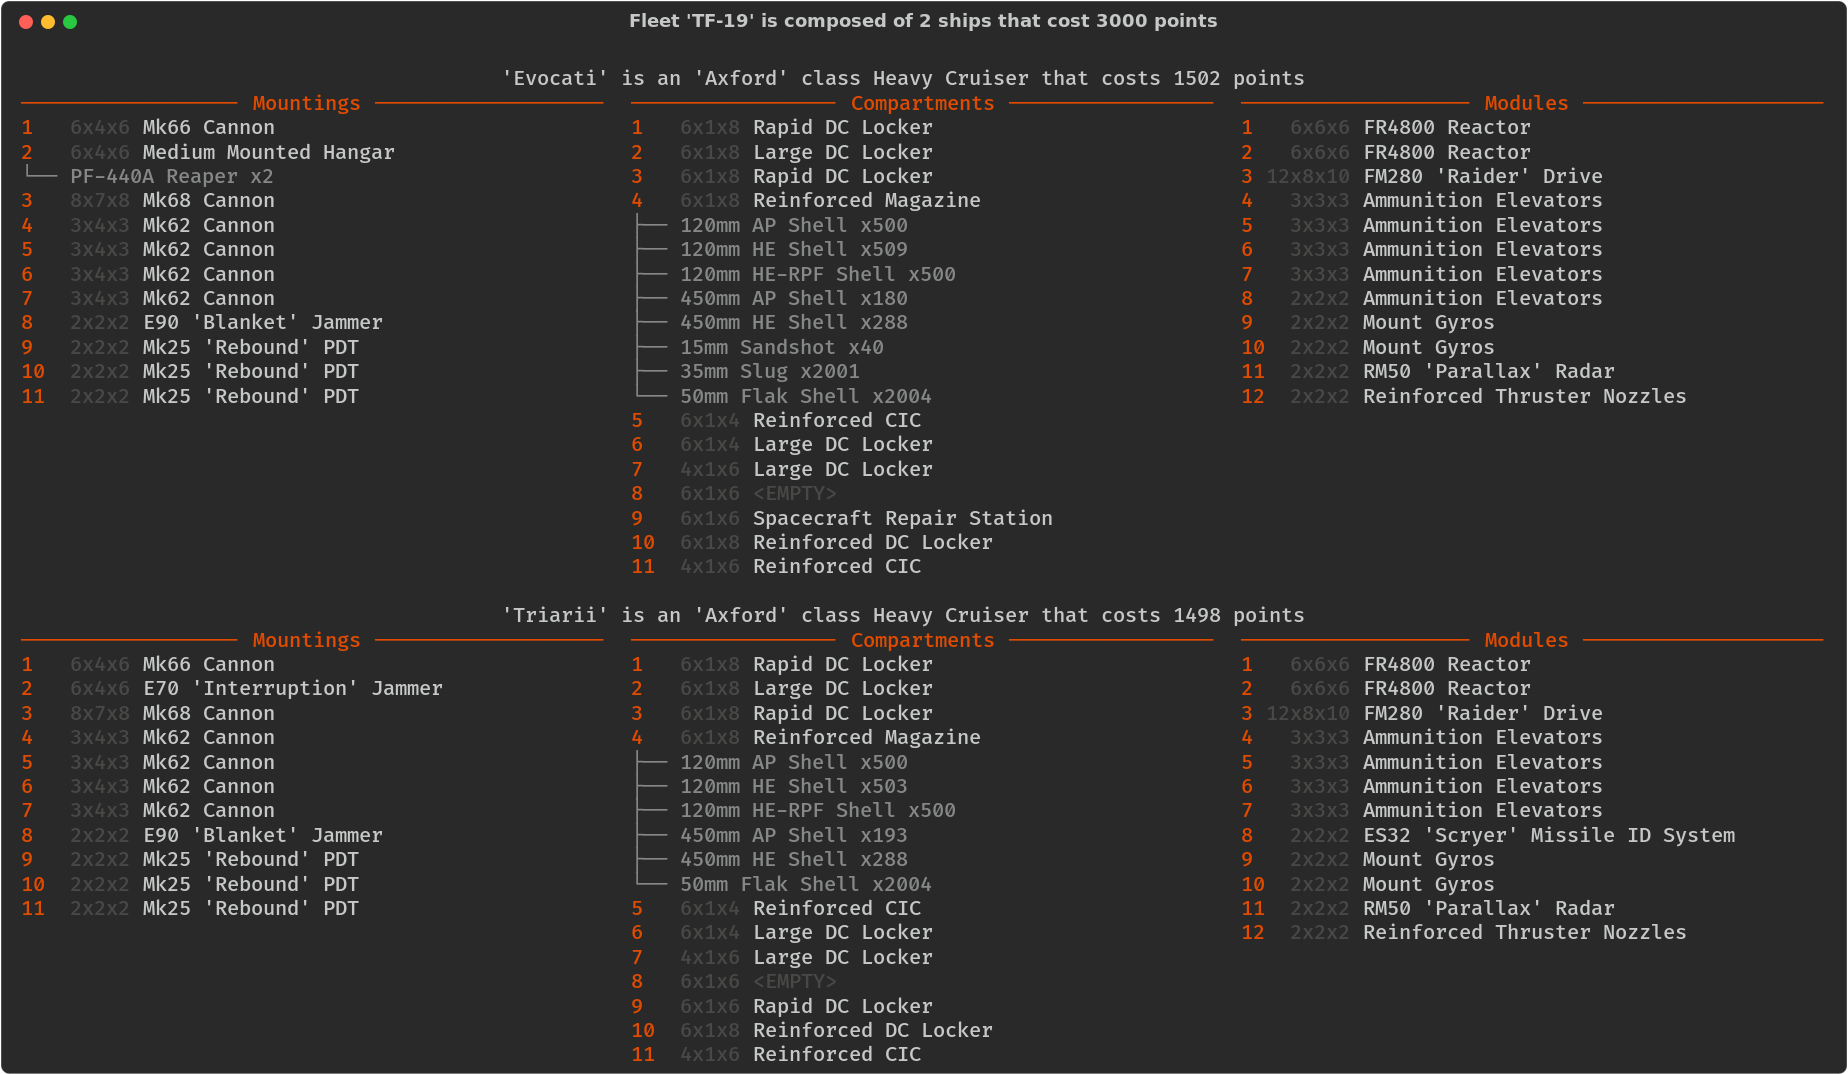 Fleet 'TF-19' is composed of 2 ships that cost 3000 points
'Evocati' is an 'Axford' class Heavy Cruiser that costs 1502 points
Mountings
1 6x4x6 Mk66 Cannon
2 6x4x6 Medium Mounted Hangar
└── PF-440A Reaper x2
3 8x7x8 Mk68 Cannon
4 3x4x3 Mk62 Cannon
5 3x4x3 Mk62 Cannon
6 3x4x3 Mk62 Cannon
7 3x4x3 Mk62 Cannon
8 2x2x2 E90 'Blanket' Jammer
9 2x2x2 Mk25 'Rebound' PDT
10 2x2x2 Mk25 'Rebound' PDT
11 2x2x2 Mk25 'Rebound' PDT
Compartments
1 6x1x8 Rapid DC Locker
2 6x1x8 Large DC Locker
3 6x1x8 Rapid DC Locker
4 6x1x8 Reinforced Magazine
├── 120mm AP Shell x500
├── 120mm HE Shell x509
├── 120mm HE-RPF Shell x500
├── 450mm AP Shell x180
├── 450mm HE Shell x288
├── 15mm Sandshot x40
├── 35mm Slug x2001
└── 50mm Flak Shell x2004
5 6x1x4 Reinforced CIC
6 6x1x4 Large DC Locker
7 4x1x6 Large DC Locker
8 6x1x6 <EMPTY>
9 6x1x6 Spacecraft Repair Station
10 6x1x8 Reinforced DC Locker
11 4x1x6 Reinforced CIC
Modules
1 6x6x6 FR4800 Reactor
2 6x6x6 FR4800 Reactor
3 12x8x10 FM280 'Raider' Drive
4 3x3x3 Ammunition Elevators
5 3x3x3 Ammunition Elevators
6 3x3x3 Ammunition Elevators
7 3x3x3 Ammunition Elevators
8 2x2x2 Ammunition Elevators
9 2x2x2 Mount Gyros
10 2x2x2 Mount Gyros
11 2x2x2 RM50 'Parallax' Radar
12 2x2x2 Reinforced Thruster Nozzles
'Triarii' is an 'Axford' class Heavy Cruiser that costs 1498 points
Mountings
1 6x4x6 Mk66 Cannon
2 6x4x6 E70 'Interruption' Jammer
3 8x7x8 Mk68 Cannon
4 3x4x3 Mk62 Cannon
5 3x4x3 Mk62 Cannon
6 3x4x3 Mk62 Cannon
7 3x4x3 Mk62 Cannon
8 2x2x2 E90 'Blanket' Jammer
9 2x2x2 Mk25 'Rebound' PDT
10 2x2x2 Mk25 'Rebound' PDT
11 2x2x2 Mk25 'Rebound' PDT
Compartments
1 6x1x8 Rapid DC Locker
2 6x1x8 Large DC Locker
3 6x1x8 Rapid DC Locker
4 6x1x8 Reinforced Magazine
├── 120mm AP Shell x500
├── 120mm HE Shell x503
├── 120mm HE-RPF Shell x500
├── 450mm AP Shell x193
├── 450mm HE Shell x288
└── 50mm Flak Shell x2004
5 6x1x4 Reinforced CIC
6 6x1x4 Large DC Locker
7 4x1x6 Large DC Locker
8 6x1x6 <EMPTY>
9 6x1x6 Rapid DC Locker
10 6x1x8 Reinforced DC Locker
11 4x1x6 Reinforced CIC
Modules
1 6x6x6 FR4800 Reactor
2 6x6x6 FR4800 Reactor
3 12x8x10 FM280 'Raider' Drive
4 3x3x3 Ammunition Elevators
5 3x3x3 Ammunition Elevators
6 3x3x3 Ammunition Elevators
7 3x3x3 Ammunition Elevators
8 2x2x2 ES32 'Scryer' Missile ID System
9 2x2x2 Mount Gyros
10 2x2x2 Mount Gyros
11 2x2x2 RM50 'Parallax' Radar
12 2x2x2 Reinforced Thruster Nozzles